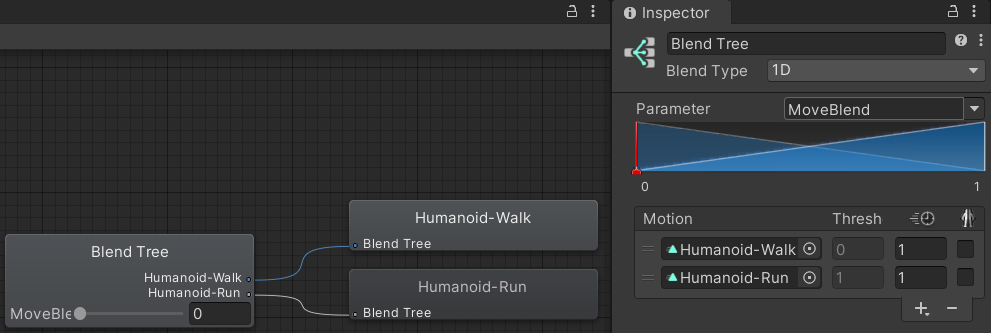 Inspector
Blend Tree
Blend Type 1D
Parameter MoveBlend
0 1
Motion Thresh
Humanoid-Walk 0 1
Humanoid-Run 1 1
Humanoid-Walk
Blend Tree
Blend Tree
Humanoid-Walk
Humanoid-Run
MoveBle 0
Humanoid-Run
Blend Tree